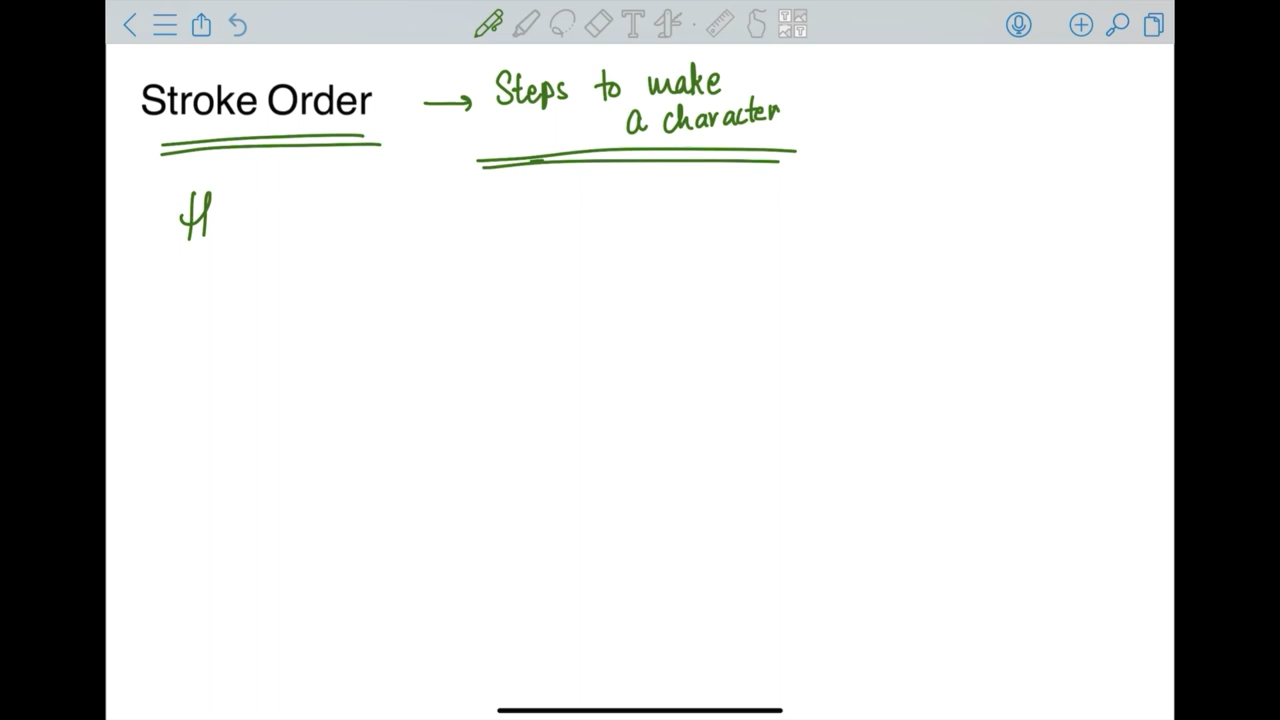 Stroke Order → Steps to make
a character